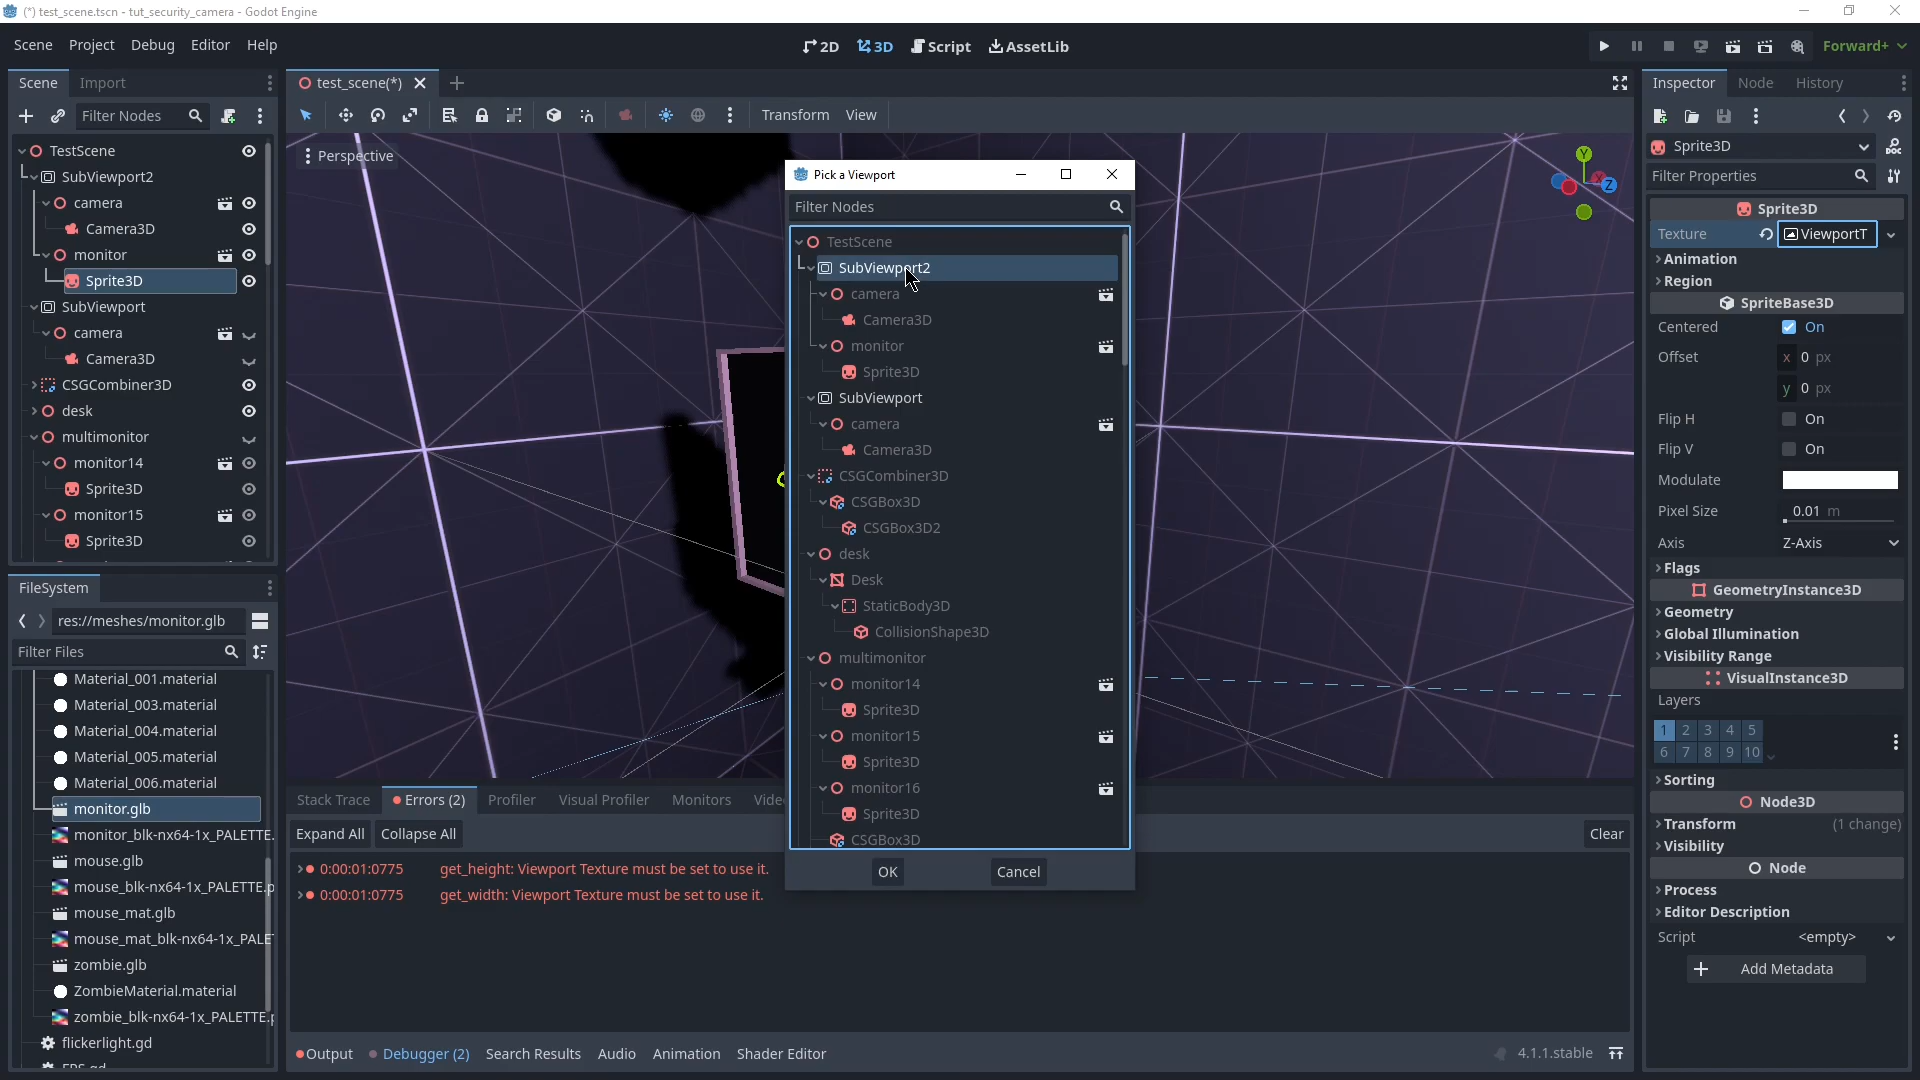 (*) test_scene.tscn - tut_security_camera - Godot Engine
Scene Project Debug Editor Help
2D 3D Script AssetLib
Forward+
Scene Import
Filter Nodes
TestScene
SubViewport2
camera
Camera3D
monitor
Sprite3D
SubViewport
camera
Camera3D
CSGCombiner3D
desk
multimonitor
monitor14
Sprite3D
monitor15
Sprite3D
FileSystem
res://meshes/monitor.glb
Filter Files
Material_001.material
Material_003.material
Material_004.material
Material_005.material
Material_006.material
monitor.glb
monitor_blk-nx64-1x_PALETTE.
mouse.glb
mouse_blk-nx64-1x_PALETTE.p
mouse_mat.glb
mouse_mat_blk-nx64-1x_PALE
zombie.glb
ZombieMaterial.material
zombie_blk-nx64-1x_PALETTE.p
flickerlight.gd
test_scene(*)
Transform View
Perspective
Y
X
Z
Pick a Viewport
Filter Nodes
TestScene
SubViewport2
camera
Camera3D
monitor
Sprite3D
SubViewport
camera
Camera3D
CSGCombiner3D
CSGBox3D
CSGBox3D2
desk
Desk
StaticBody3D
CollisionShape3D
multimonitor
monitor14
Sprite3D
monitor15
Sprite3D
monitor16
Sprite3D
CSGBox3D
OK Cancel
Stack Trace Errors (2) Profiler Visual Profiler Monitors Vide
Expand All Collapse All Clear
0:00:01:0775 get_height: Viewport Texture must be set to use it.
0:00:01:0775 get_width: Viewport Texture must be set to use it.
Output Debugger (2) Search Results Audio Animation Shader Editor 4.1.1.stable
Inspector Node History
Sprite3D
Filter Properties
Sprite3D
Texture ViewportT
Animation
Region
SpriteBase3D
Centered On
Offset x 0 px
y 0 px
Flip H On
Flip V On
Modulate
Pixel Size 0.01 m
Axis Z-Axis
Flags
GeometryInstance3D
Geometry
Global Illumination
Visibility Range
VisualInstance3D
Layers
1 2 3 4 5
6 7 8 9 10
Sorting
Node3D
Transform (1 change)
Visibility
Node
Process
Editor Description
Script <empty>
Add Metadata